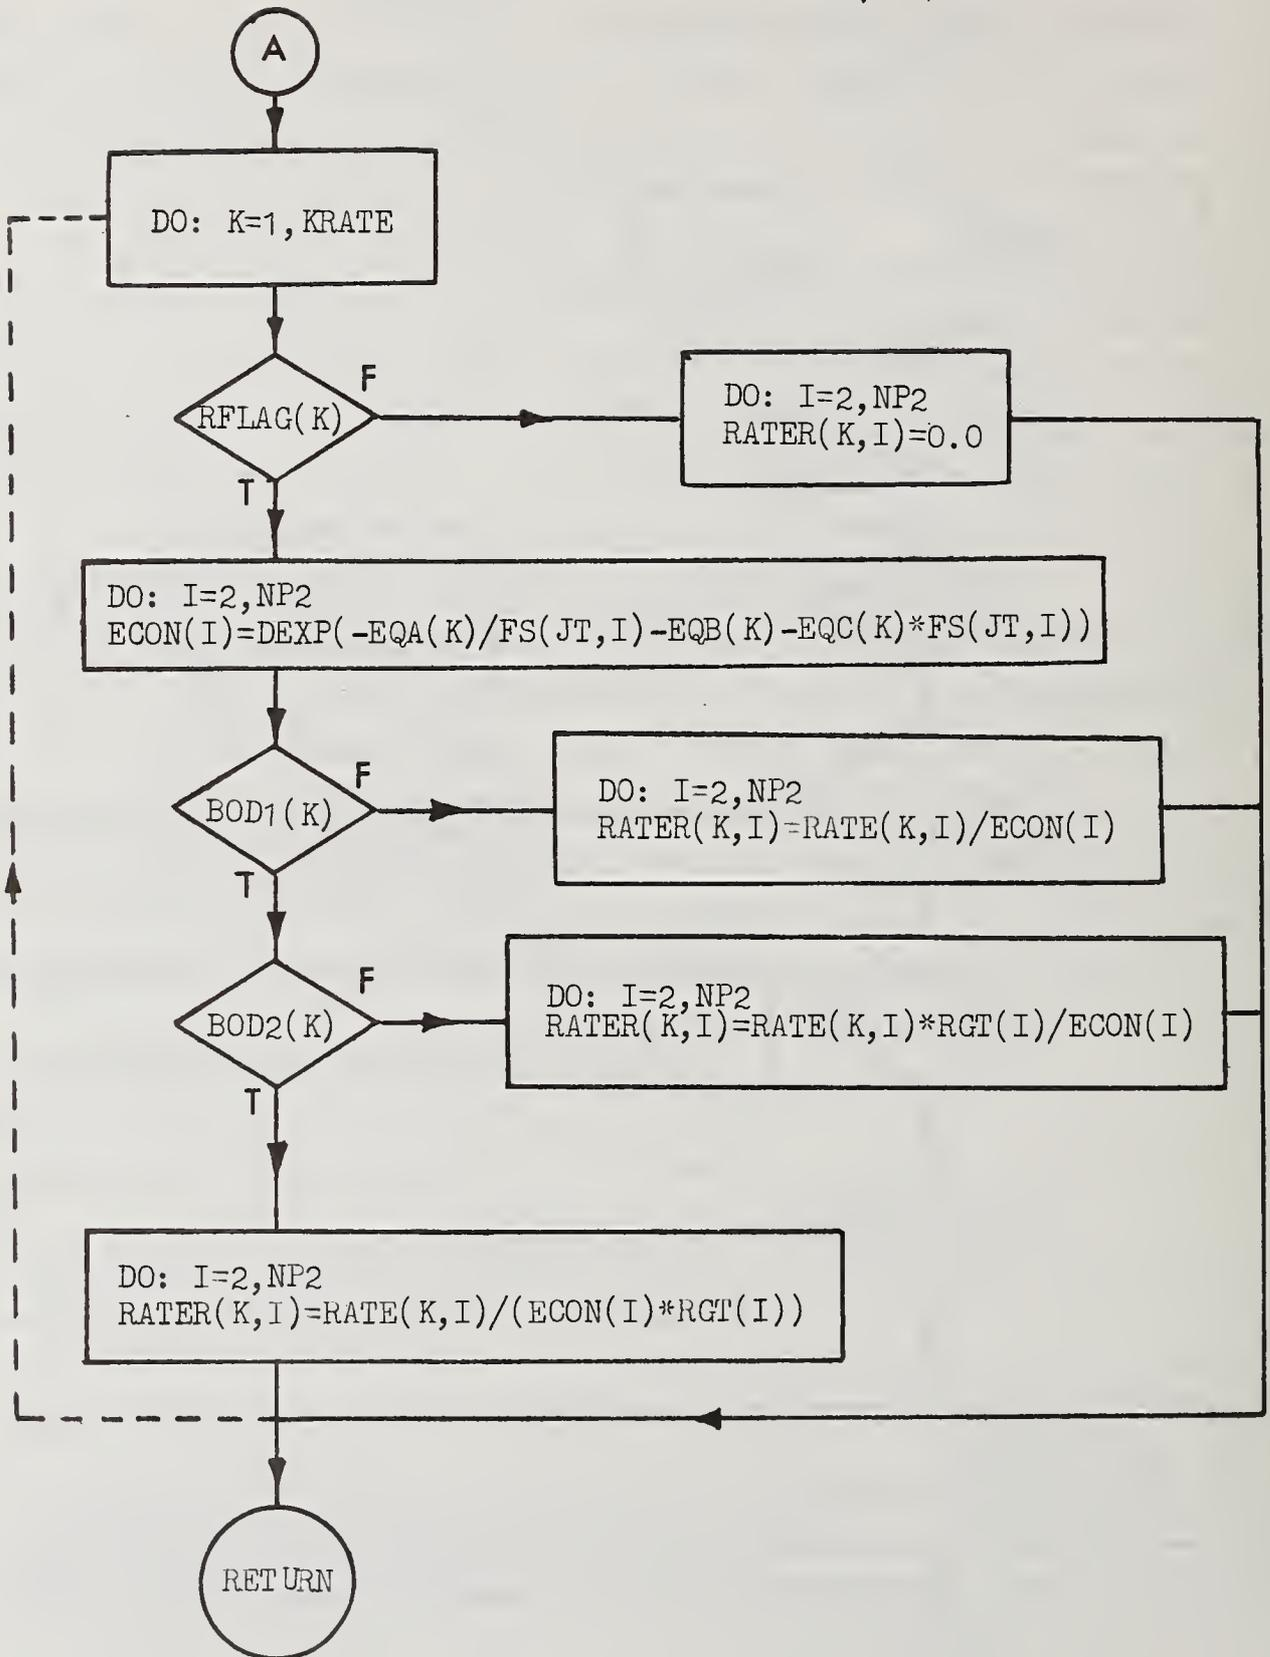 A
DO: K=1,KRATE
RFLAG(K)
F
T
DO: I=2,NP2
RATER(K,I)=0.0
DO: I=2,NP2
ECON(I)=DEXP(-EQA(K)/FS(JT,I)-EQB(K)-EQC(K)*FS(JT,I))
BOD1(K)
F
T
DO: I=2,NP2
RATER(K,I)=RATE(K,I)/ECON(I)
BOD2(K)
F
T
DO: I=2,NP2
RATER(K,I)=RATE(K,I)*RGT(I)/ECON(I)
DO: I=2,NP2
RATER(K,I)=RATE(K,I)/(ECON(I)*RGT(I))
RETURN